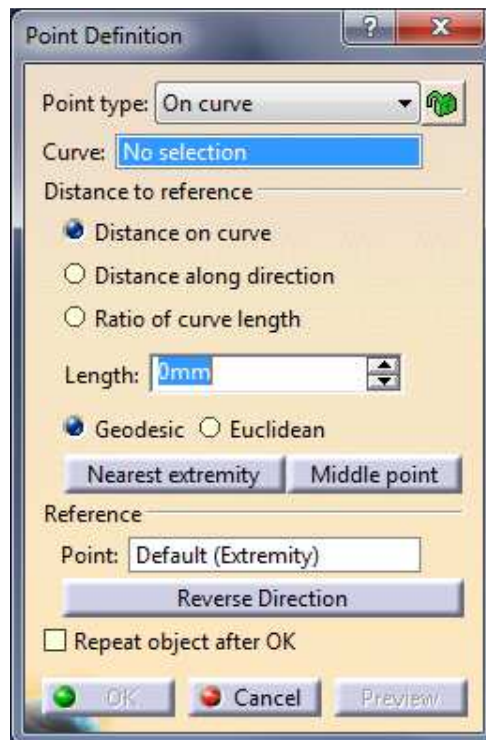 Point Definition ? X
Point type: On curve
Curve: No selection
Distance to reference
Distance on curve
Distance along direction
Ratio of curve length
Length: 0mm
Geodesic Euclidean
Nearest extremity Middle point
Reference
Point: Default (Extremity)
Reverse Direction
Repeat object after OK
OK Cancel Preview